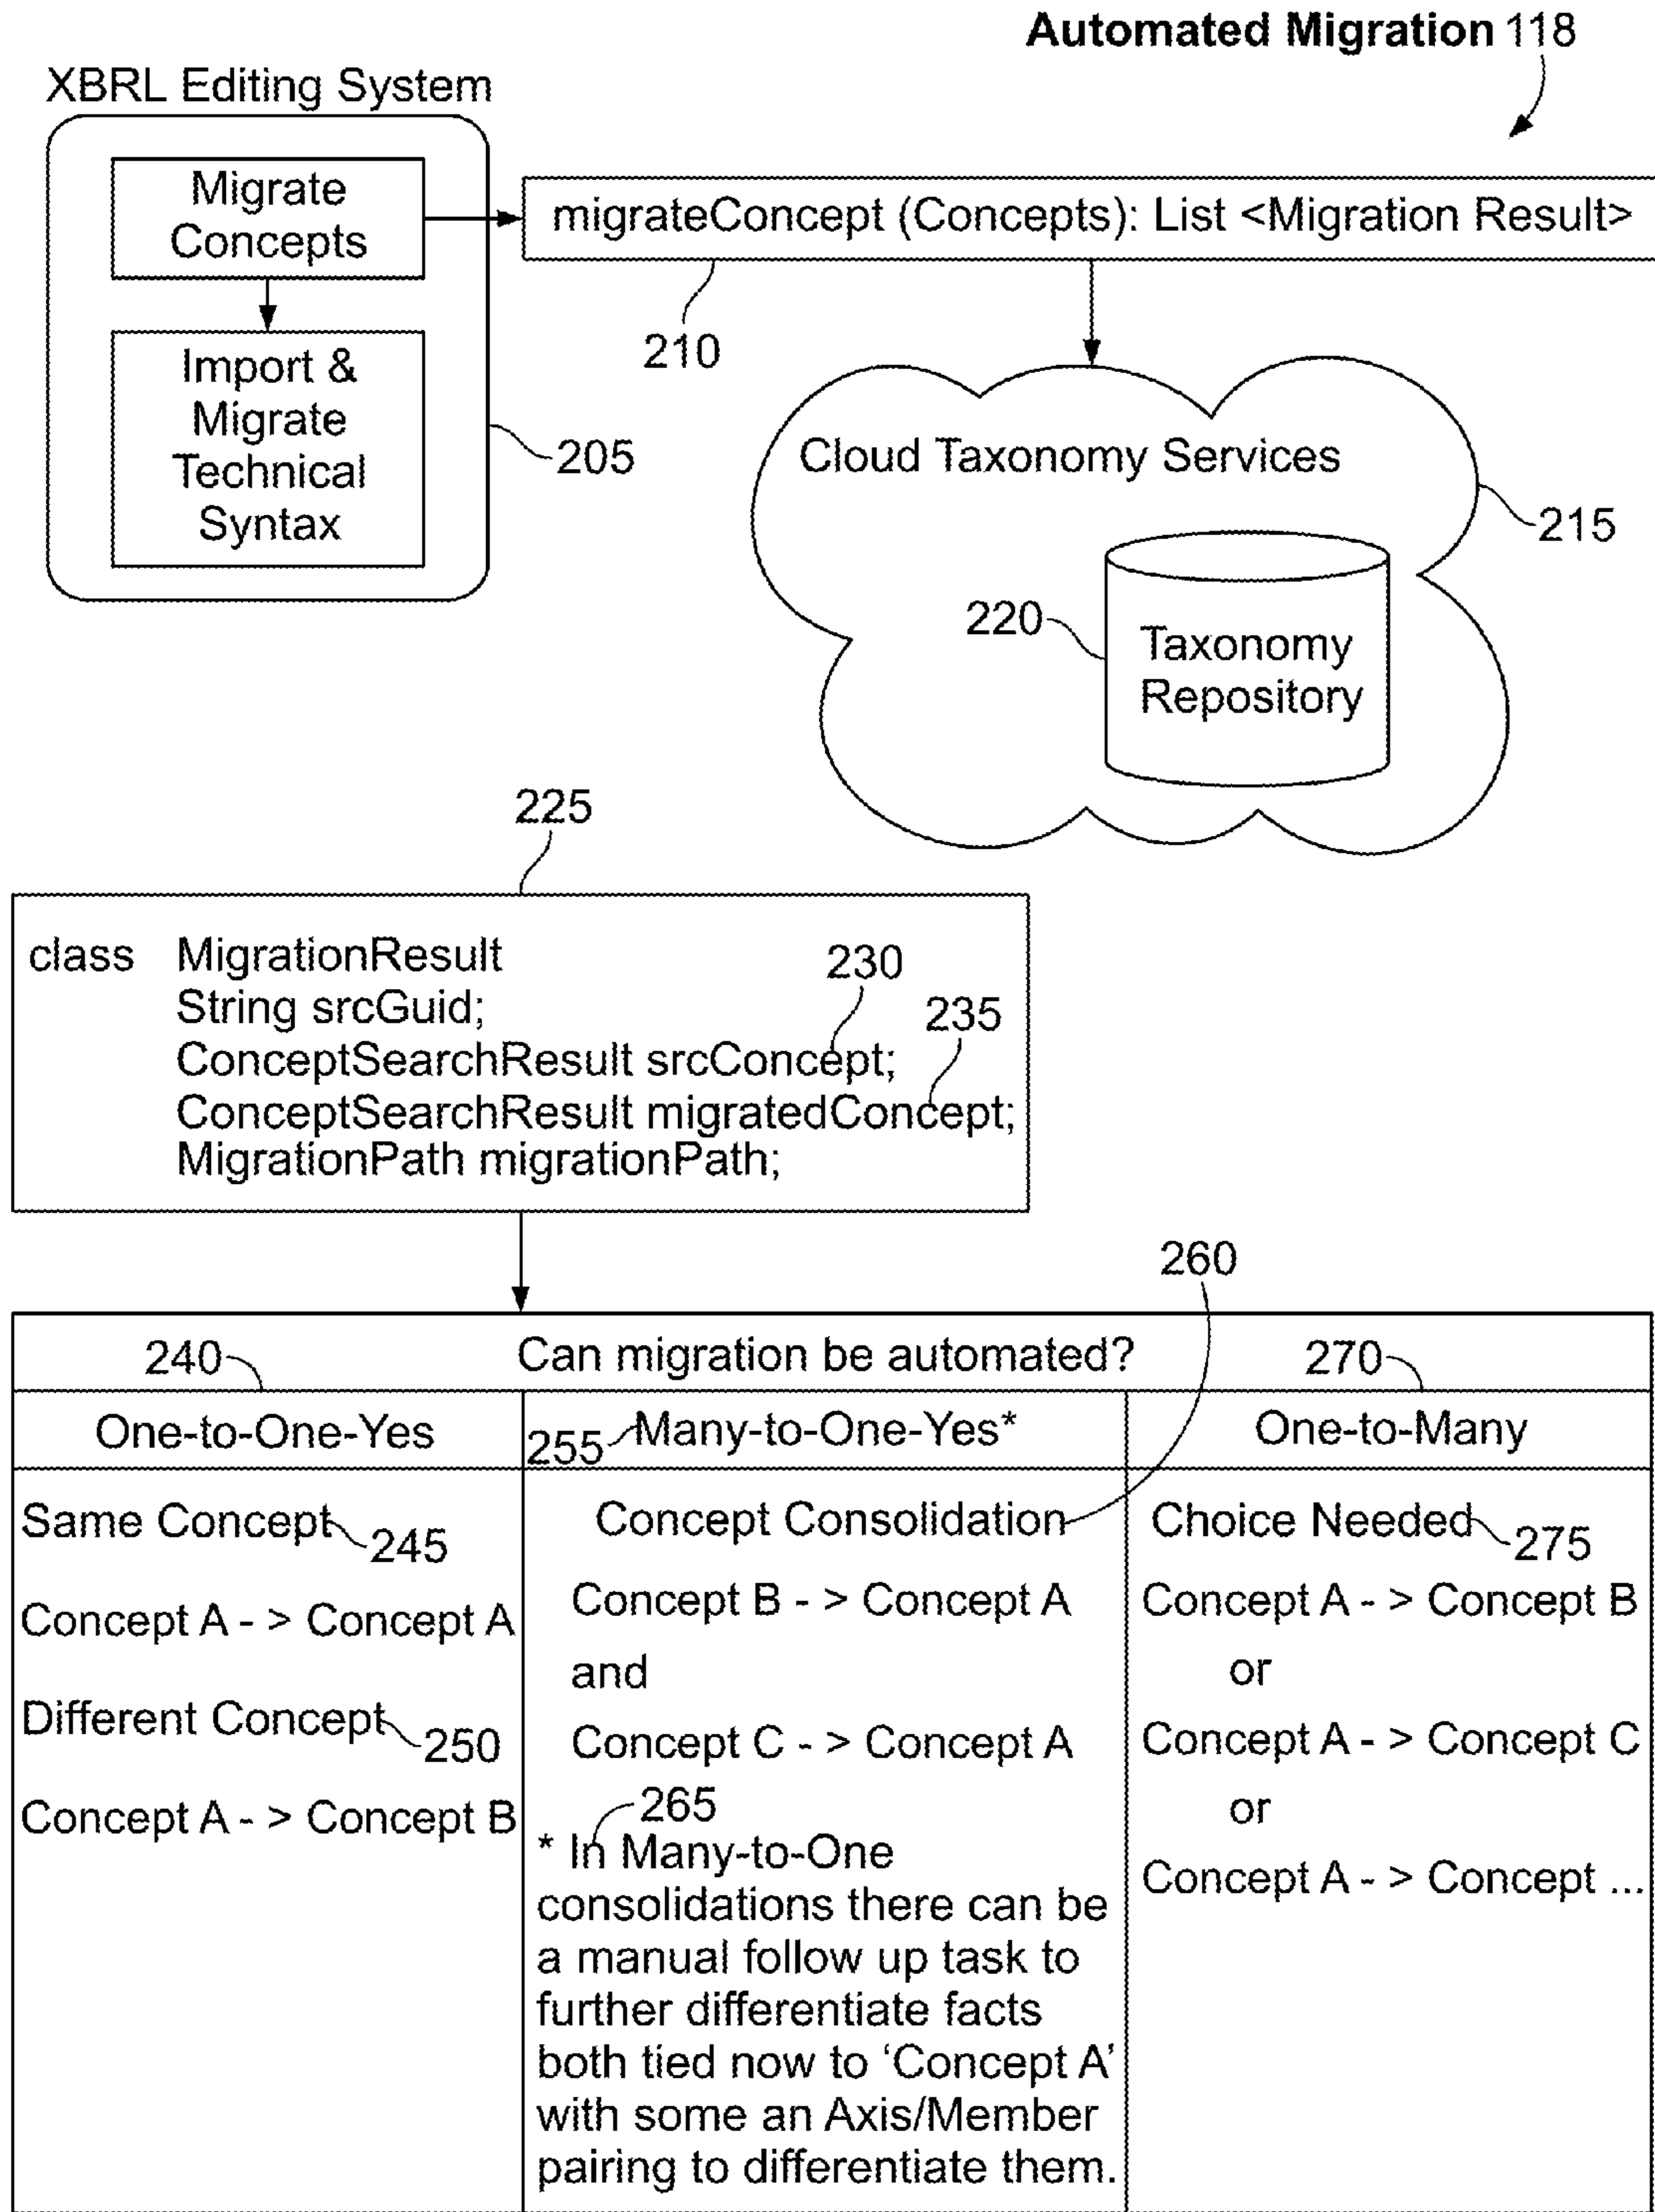 Automated Migration 118
XBRL Editing System
Migrate
Concepts
migrateConcept (Concepts): List <Migration Result>
210
Import &
Migrate
Technical
Syntax
205
Cloud Taxonomy Services
215
220
Taxonomy
Repository
225
class MigrationResult
230
String srcGuid;
235
ConceptSearchResult srcConcept;
ConceptSearchResult migratedConcept;
MigrationPath migrationPath;
260
240
Can migration be automated?
270
One-to-One-Yes
255
Many-to-One-Yes*
One-to-Many
Same Concept
245
Concept A - > Concept A
Different Concept
250
Concept A - > Concept B
Concept Consolidation
Concept B - > Concept A
and
Concept C - > Concept A
265
* In Many-to-One
consolidations there can be
a manual follow up task to
further differentiate facts
both tied now to ‘Concept A’
with some an Axis/Member
pairing to differentiate them.
Choice Needed
275
Concept A - > Concept B
or
Concept A - > Concept C
or
Concept A - > Concept ...